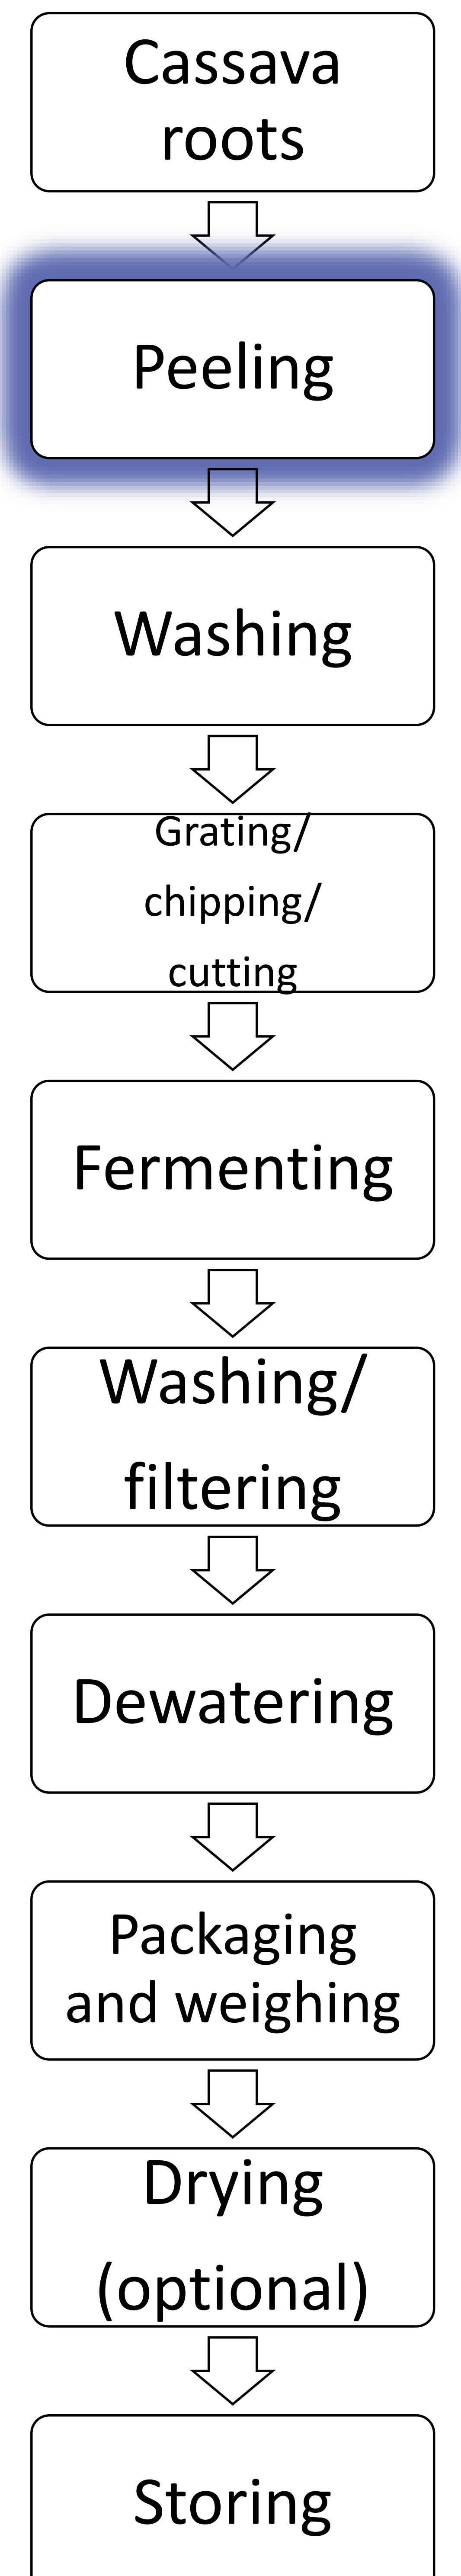 Cassava
roots
Peeling
Washing
Grating/
chipping/
cutting
Fermenting
Washing/
filtering
Dewatering
Packaging
and weighing
Drying
(optional)
Storing